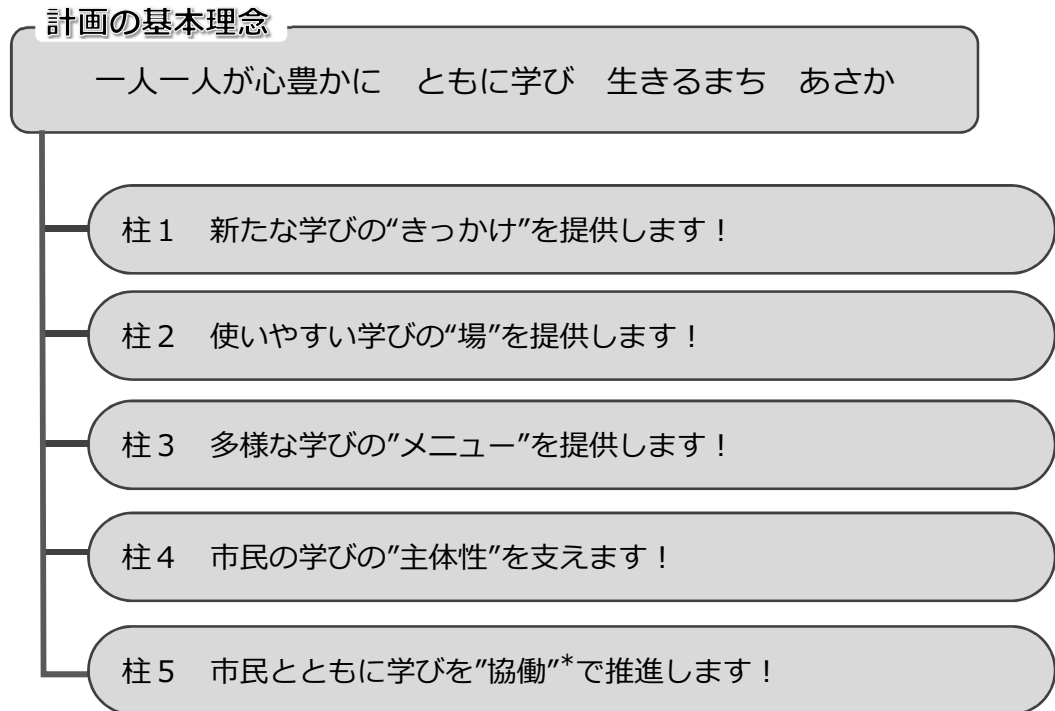 計画の基本理念
一人一人が心豊かに　ともに学び　生きるまち　あさか
柱１　新たな学びの“きっかけ”を提供します！
柱２　使いやすい学びの“場”を提供します！
柱３　多様な学びの”メニュー”を提供します！
柱４　市民の学びの”主体性”を支えます！
柱５　市民とともに学びを”協働”*で推進します！